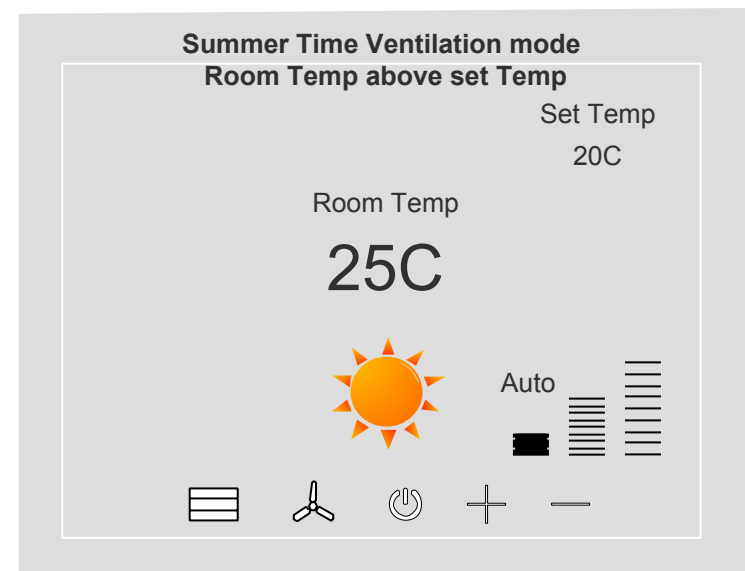 Summer Time Ventilation mode
Room Temp above set Temp
Set Temp
20C
Room Temp
25C
Auto